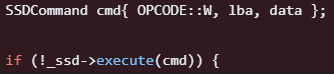 SSDCommand cmd{ OPCODE::W, lba, data };
if (!_ssd->execute(cmd)) {